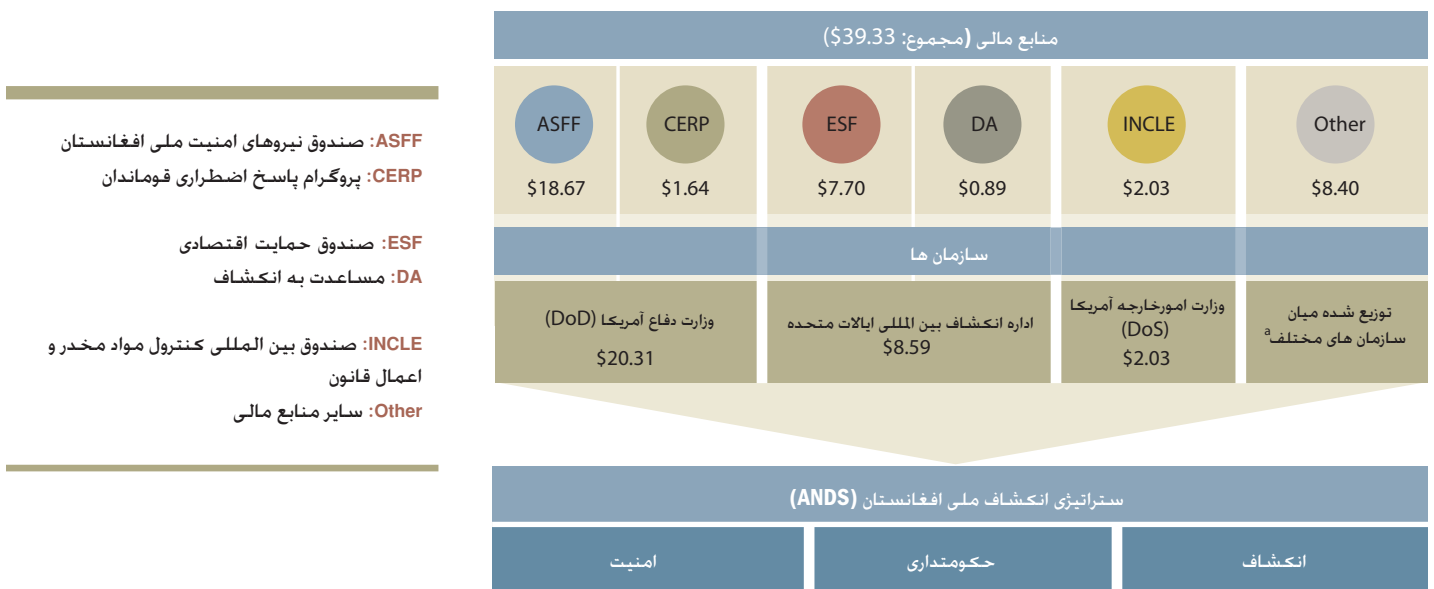 منابع مالی (مجموع: 39.33$)
ASFF CERP ESF DA INCLE Other
$18.67 $1.64 $7.70 $0.89 $2.03 $8.40
سازمان ها
وزارت دفاع آمریکا (DoD)
$20.31
اداره انکشاف بین المللی ایالات متحده
$8.59
وزارت امورخارجه آمریکا
(DoS)
$2.03
توزیع شده میان
سازمان های مختلف a
ستراتیژی انکشاف ملی افغانستان (ANDS)
امنیت
حکومتداری
انکشاف
ASFF: صندوق نیروهای امنیت ملی افغانستان
CERP: پروگرام پاسخ اضطراری قوماندان
ESF: صندوق حمایت اقتصادی
DA: مساعدت به انکشاف
INCLE: صندوق بین المللی کنترول مواد مخدر و
اعمال قانون
Other: سایر منابع مالی